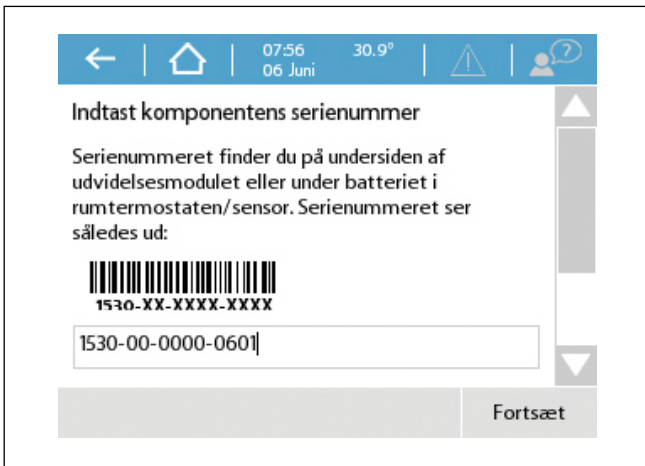 07:56 30.9°
06 Juni
?
Indtast komponentens serienummer
Serienummeret finder du på undersiden af
udvidelsesmodulet eller under batteriet i
rumtermostaten/sensor. Serienummeret ser
således ud:
1530-XX-XXXX-XXXX
1530-00-0000-0601
Fortsæt